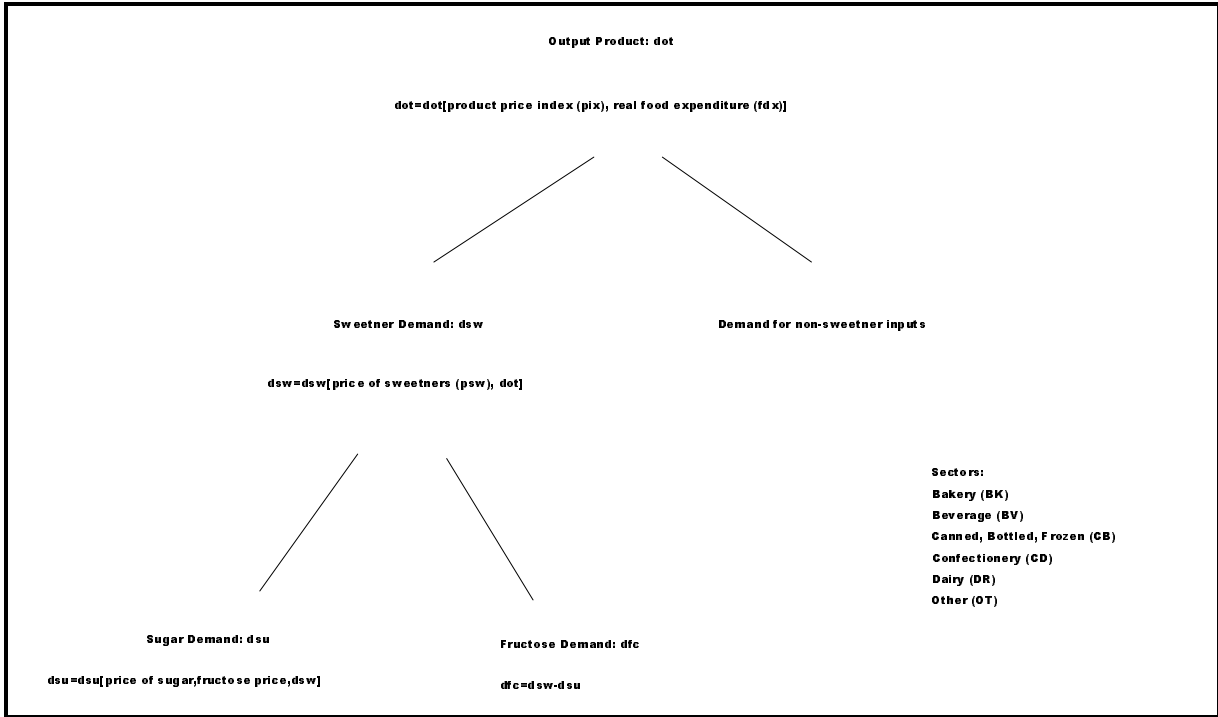 Output Product: dot
dot=dot[product price index (pix), real food expenditure (fdx)]
Sweetner Demand: dsw
Demand for non-sweetner inputs
dsw=dsw[price of sweetners (psw), dot]
Sectors:
Bakery (BK)
Beverage (BV)
Canned, Bottled, Frozen (CB)
Confectionery (CD)
Dairy (DR)
Other (OT)
Sugar Demand: dsu
Fructose Demand: dfc
dsu=dsu[price of sugar,fructose price,dsw]
dfc=dsw-dsu